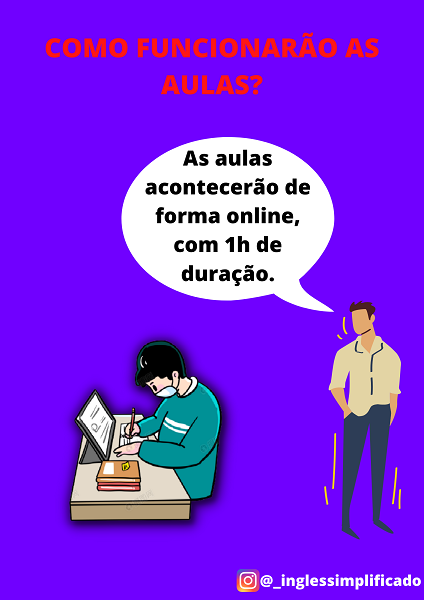 COMO FUNCIONARÃO AS
AULAS?
As aulas
acontecerão de
forma online,
com 1h de
duração.
@_inglessimplificado